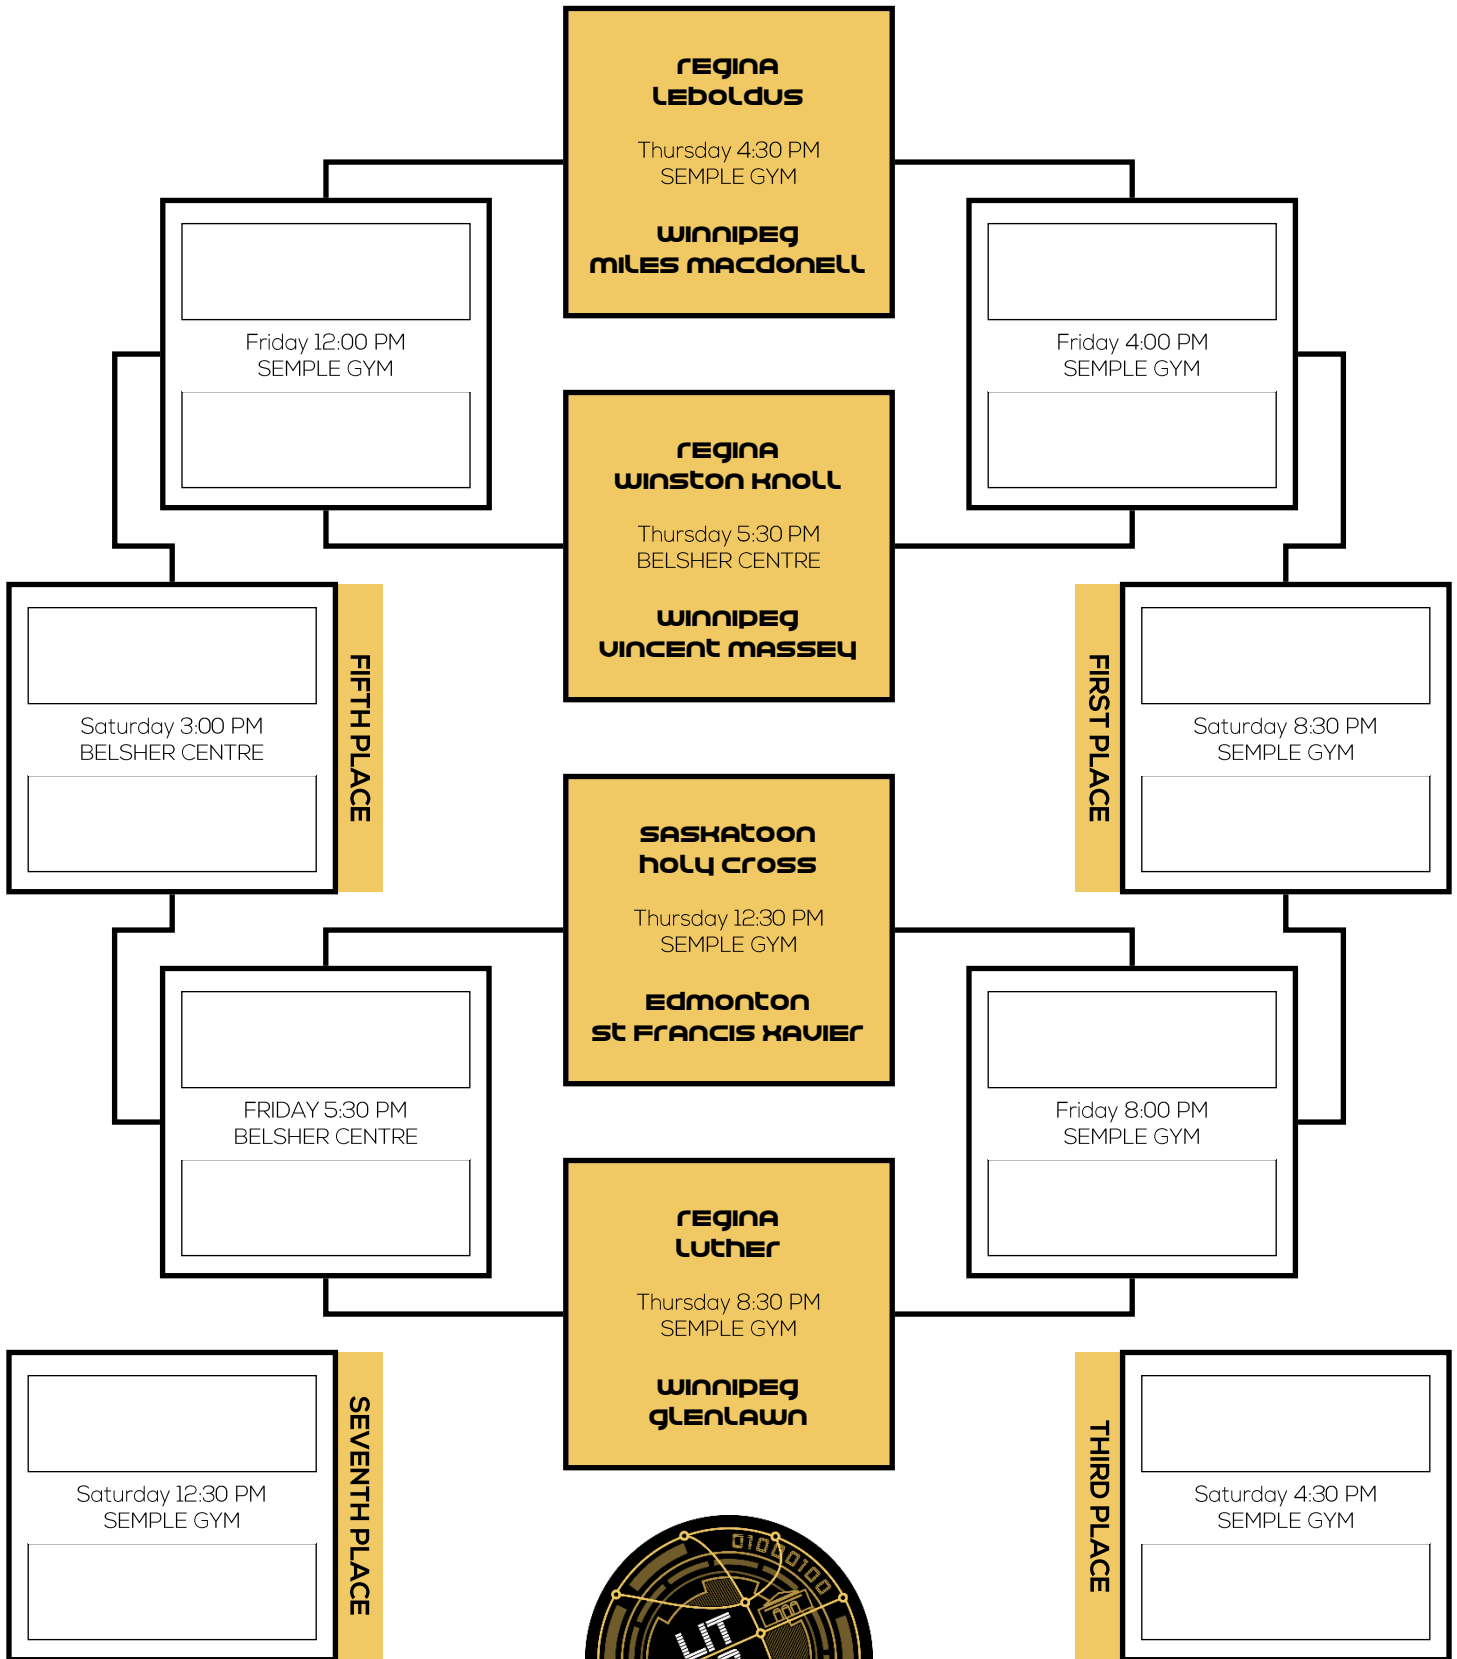 REGINA
LEBOLDUS
Thursday 4:30 PM
SEMPLE GYM
WINNIPEG
MILES MACDONELL
Friday 12:00 PM
SEMPLE GYM
Friday 4:00 PM
SEMPLE GYM
REGINA
WINSTON KNOLL
Thursday 5:30 PM
BELSHER CENTRE
WINNIPEG
VINCENT MASSEY
Saturday 3:00 PM
BELSHER CENTRE
FIFTH PLACE
FIRST PLACE
Saturday 8:30 PM
SEMPLE GYM
SASKATOON
HOLY CROSS
Thursday 12:30 PM
SEMPLE GYM
EDMONTON
ST FRANCIS XAVIER
FRIDAY 5:30 PM
BELSHER CENTRE
Friday 8:00 PM
SEMPLE GYM
REGINA
LUTHER
Thursday 8:30 PM
SEMPLE GYM
WINNIPEG
GLENLAWN
Saturday 12:30 PM
SEMPLE GYM
SEVENTH PLACE
THIRD PLACE
Saturday 4:30 PM
SEMPLE GYM
01000100
LIT